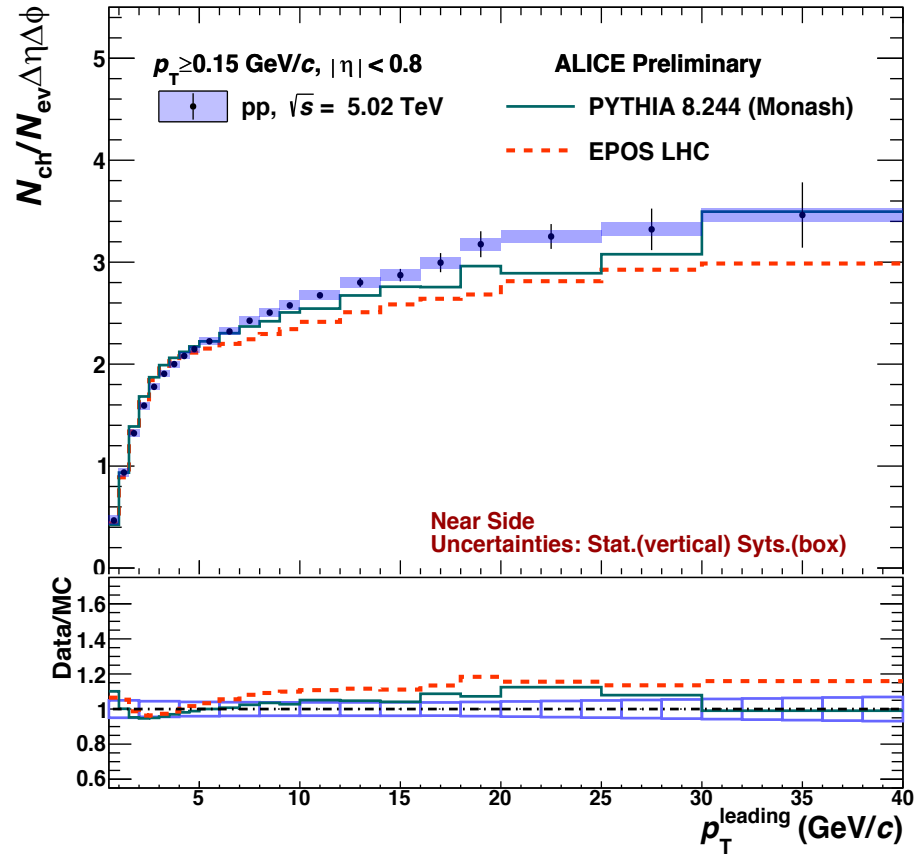 N_ch/N_ev ΔηΔφ
p_T≥0.15 GeV/c, |η| < 0.8
pp, √s = 5.02 TeV
ALICE Preliminary
PYTHIA 8.244 (Monash)
EPOS LHC
5
4
3
2
1
0
Near Side
Uncertainties: Stat.(vertical) Syts.(box)
Data/MC
1.6
1.4
1.2
1
0.8
0.6
5 10 15 20 25 30 35 40
p_T^leading (GeV/c)